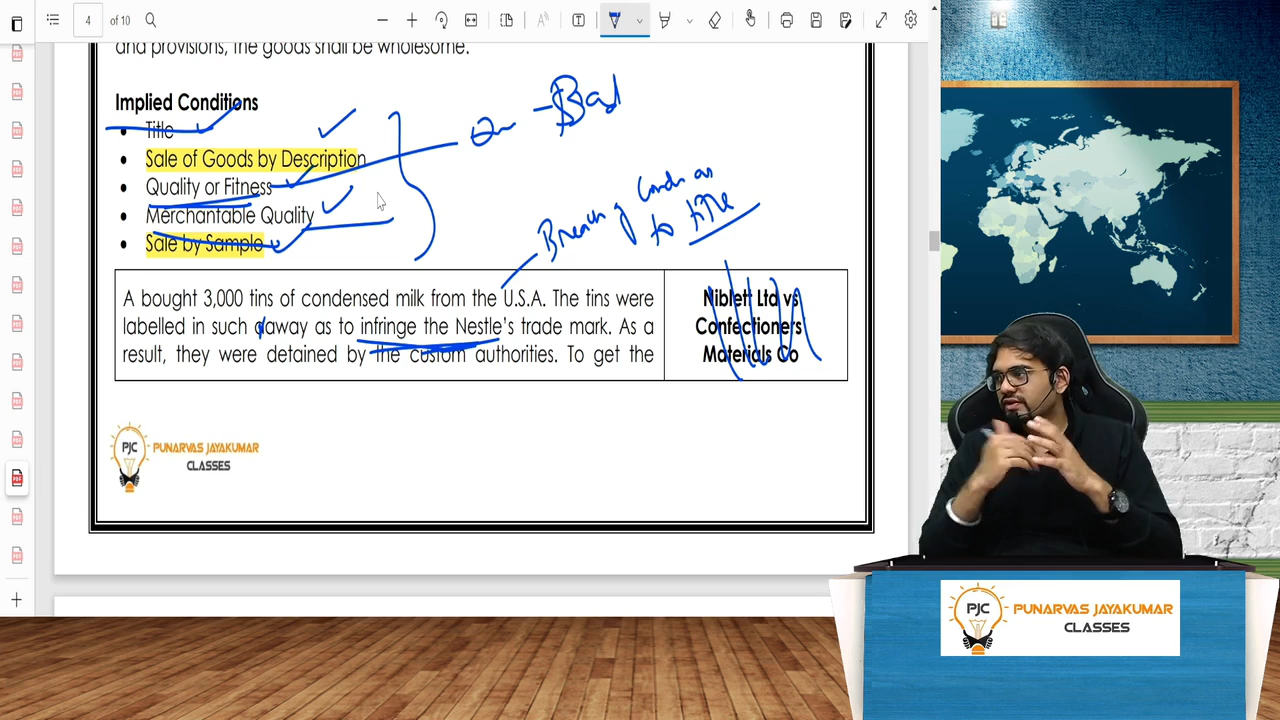 4 of 10
and provisions, the goods shall be wholesome.
Implied Conditions
• Title
• Sale of Goods by Description
• Quality or Fitness
• Merchantable Quality
• Sale by Sample
- Bad
Breach of Cond as
to title
A bought 3,000 tins of condensed milk from the U.S.A. The tins were
labelled in such away as to infringe the Nestle's trade mark. As a
result, they were detained by the custom authorities. To get the
Niblett Ltd vs
Confectioners
Materials Co
PJC PUNARVAS JAYAKUMAR
CLASSES
PJC PUNARVAS JAYAKUMAR
CLASSES